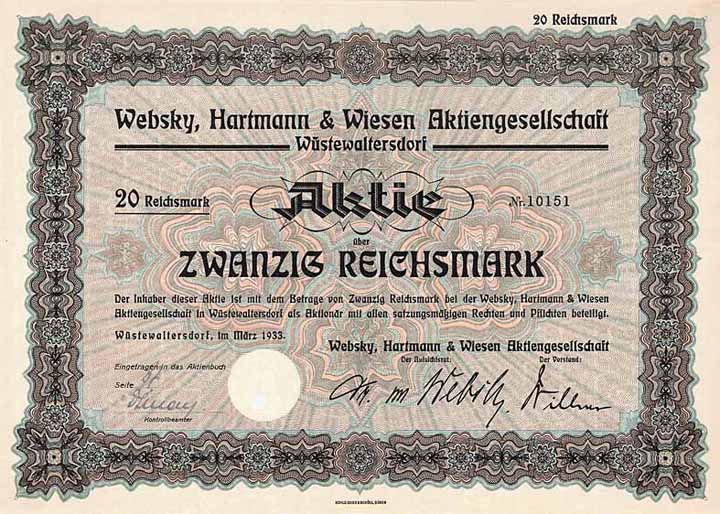 20 Reichsmark
Websky, Hartmann & Wiesen Aktiengesellschaft
Wüstewaltersdorf
20 Reichsmark
Aktie
Nr. 10151
über
ZWANZIG REICHSMARK
Der Inhaber dieser Aktie ist mit dem Betrage von Zwanzig Reichsmark bei der Websky, Hartmann & Wiesen
Aktiengesellschaft in Wüstewaltersdorf als Aktionär mit allen satzungsmäßigen Rechten und Pflichten beteiligt.
Wüstewaltersdorf, im März 1933.
Websky, Hartmann & Wiesen Aktiengesellschaft
Der Aufsichtsrat:
Der Vorstand:
Eingetragen in das Aktienbuch
Seite
Kontrollbeamter
Websky